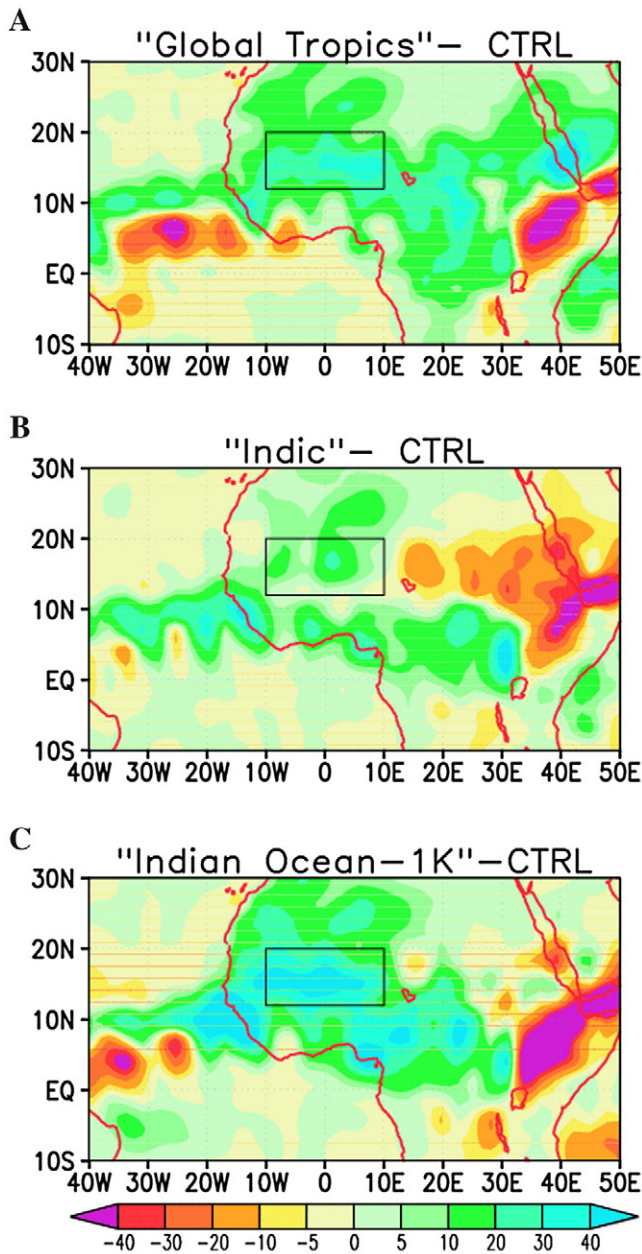 A
"Global Tropics"– CTRL
30N
20N
10N
EQ
10S
40W 30W 20W 10W 0 10E 20E 30E 40E 50E
B
"Indic"– CTRL
30N
20N
10N
EQ
10S
40W 30W 20W 10W 0 10E 20E 30E 40E 50E
C
"Indian Ocean–1K"–CTRL
30N
20N
10N
EQ
10S
40W 30W 20W 10W 0 10E 20E 30E 40E 50E
-40 -30 -20 -10 -5 0 5 10 20 30 40